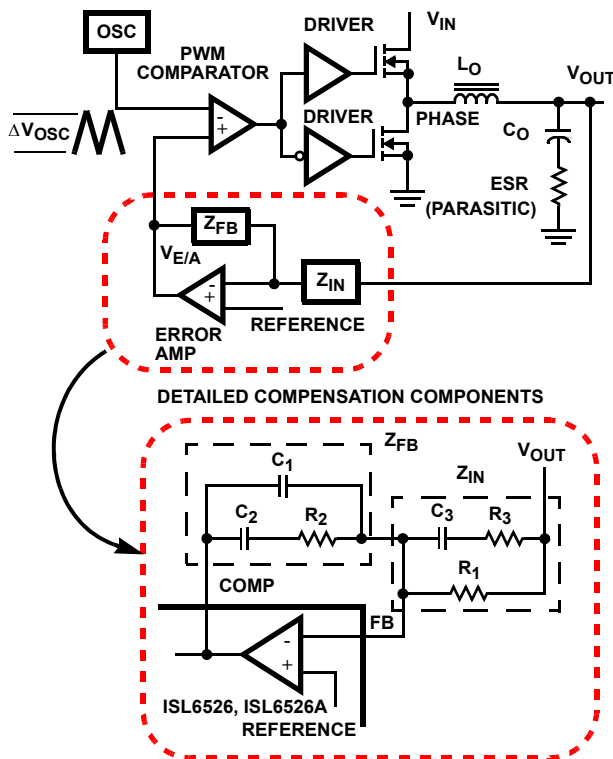 OSC
PWM
COMPARATOR
DRIVER
VIN
LO
VOUT
ΔVOSC
-
+
DRIVER
PHASE
CO
ESR
(PARASITIC)
ZFB
VE/A
-
+
ZIN
REFERENCE
ERROR
AMP
DETAILED COMPENSATION COMPONENTS
ZFB
VOUT
C1
ZIN
C2
R2
C3
R3
R1
COMP
FB
-
+
ISL6526, ISL6526A
REFERENCE